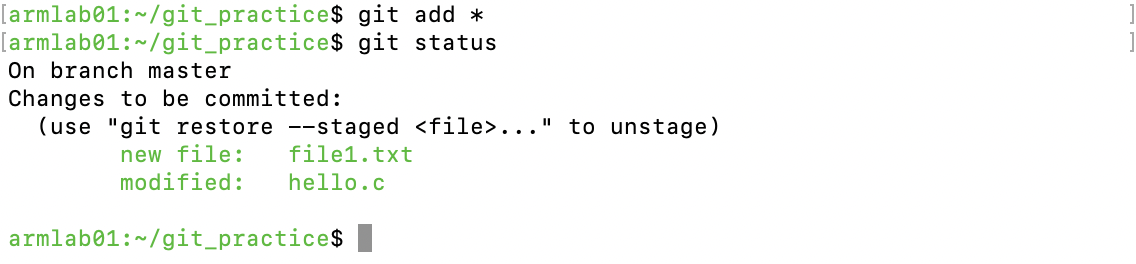 [armlab01:~/git_practice$ git add * ]
[armlab01:~/git_practice$ git status ]
On branch master
Changes to be committed:
  (use "git restore --staged <file>..." to unstage)
        new file:   file1.txt
        modified:   hello.c
armlab01:~/git_practice$